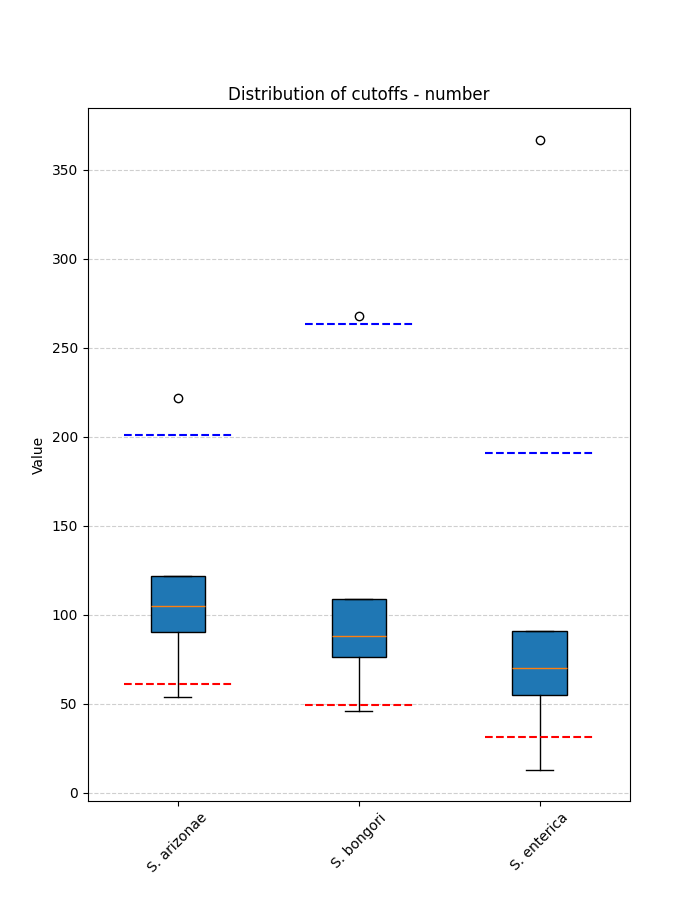 Distribution of cutoffs - number
350
300
250
200
150
100
50
0
Value
S. arizonae
S. bongori
S. enterica